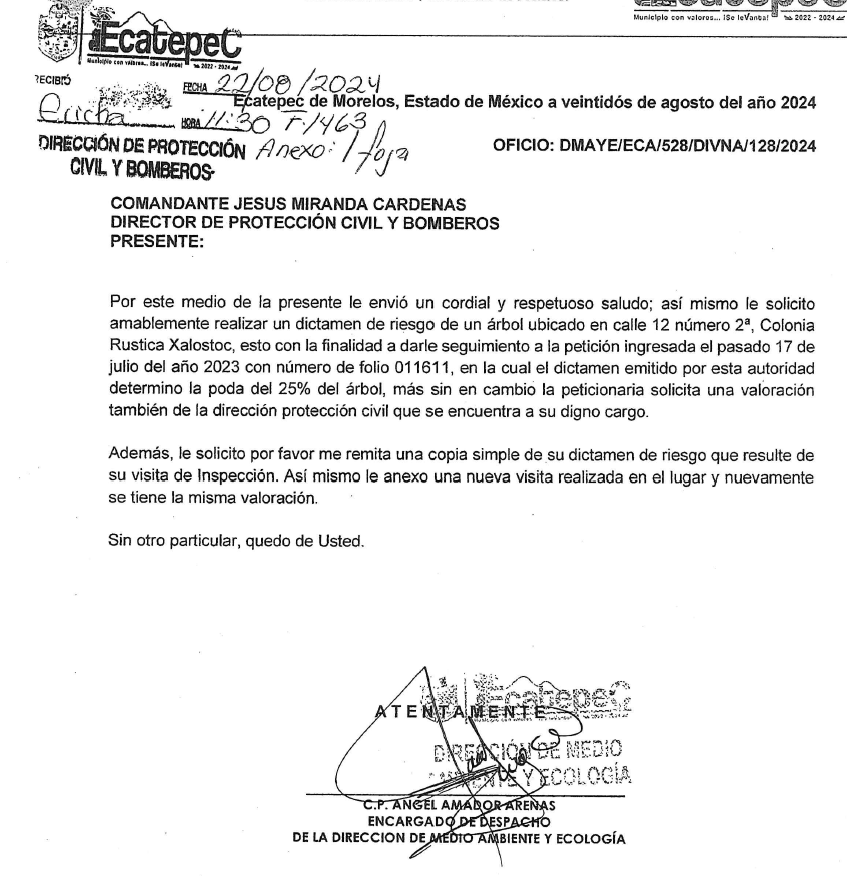 Municipio con valores... ¡Se leVanta! 2022 - 2024
EcatepeC
Municipio con valores... ¡Se leVanta! 2022 - 2024
RECIBIÓ
FECHA 22/08/2024
Ecatepec de Morelos, Estado de México a veintidós de agosto del año 2024
Ericka HORA 11:30 F.1463
DIRECCIÓN DE PROTECCIÓN
CIVIL Y BOMBEROS
Anexo: 1 foja
OFICIO: DMAYE/ECA/528/DIVNA/128/2024
COMANDANTE JESUS MIRANDA CARDENAS
DIRECTOR DE PROTECCIÓN CIVIL Y BOMBEROS
PRESENTE:
Por este medio de la presente le envió un cordial y respetuoso saludo; así mismo le solicito
amablemente realizar un dictamen de riesgo de un árbol ubicado en calle 12 número 2ª, Colonia
Rustica Xalostoc, esto con la finalidad a darle seguimiento a la petición ingresada el pasado 17 de
julio del año 2023 con número de folio 011611, en la cual el dictamen emitido por esta autoridad
determino la poda del 25% del árbol, más sin en cambio la peticionaria solicita una valoración
también de la dirección protección civil que se encuentra a su digno cargo.
Además, le solicito por favor me remita una copia simple de su dictamen de riesgo que resulte de
su visita de Inspección. Así mismo le anexo una nueva visita realizada en el lugar y nuevamente
se tiene la misma valoración.
Sin otro particular, quedo de Usted.
EcatepeC
ATENTAMENTE
DIRECCIÓN DE MEDIO
AMBIENTE Y ECOLOGÍA
C.P. ANGEL AMADOR ARENAS
ENCARGADO DE DESPACHO
DE LA DIRECCION DE MEDIO AMBIENTE Y ECOLOGÍA